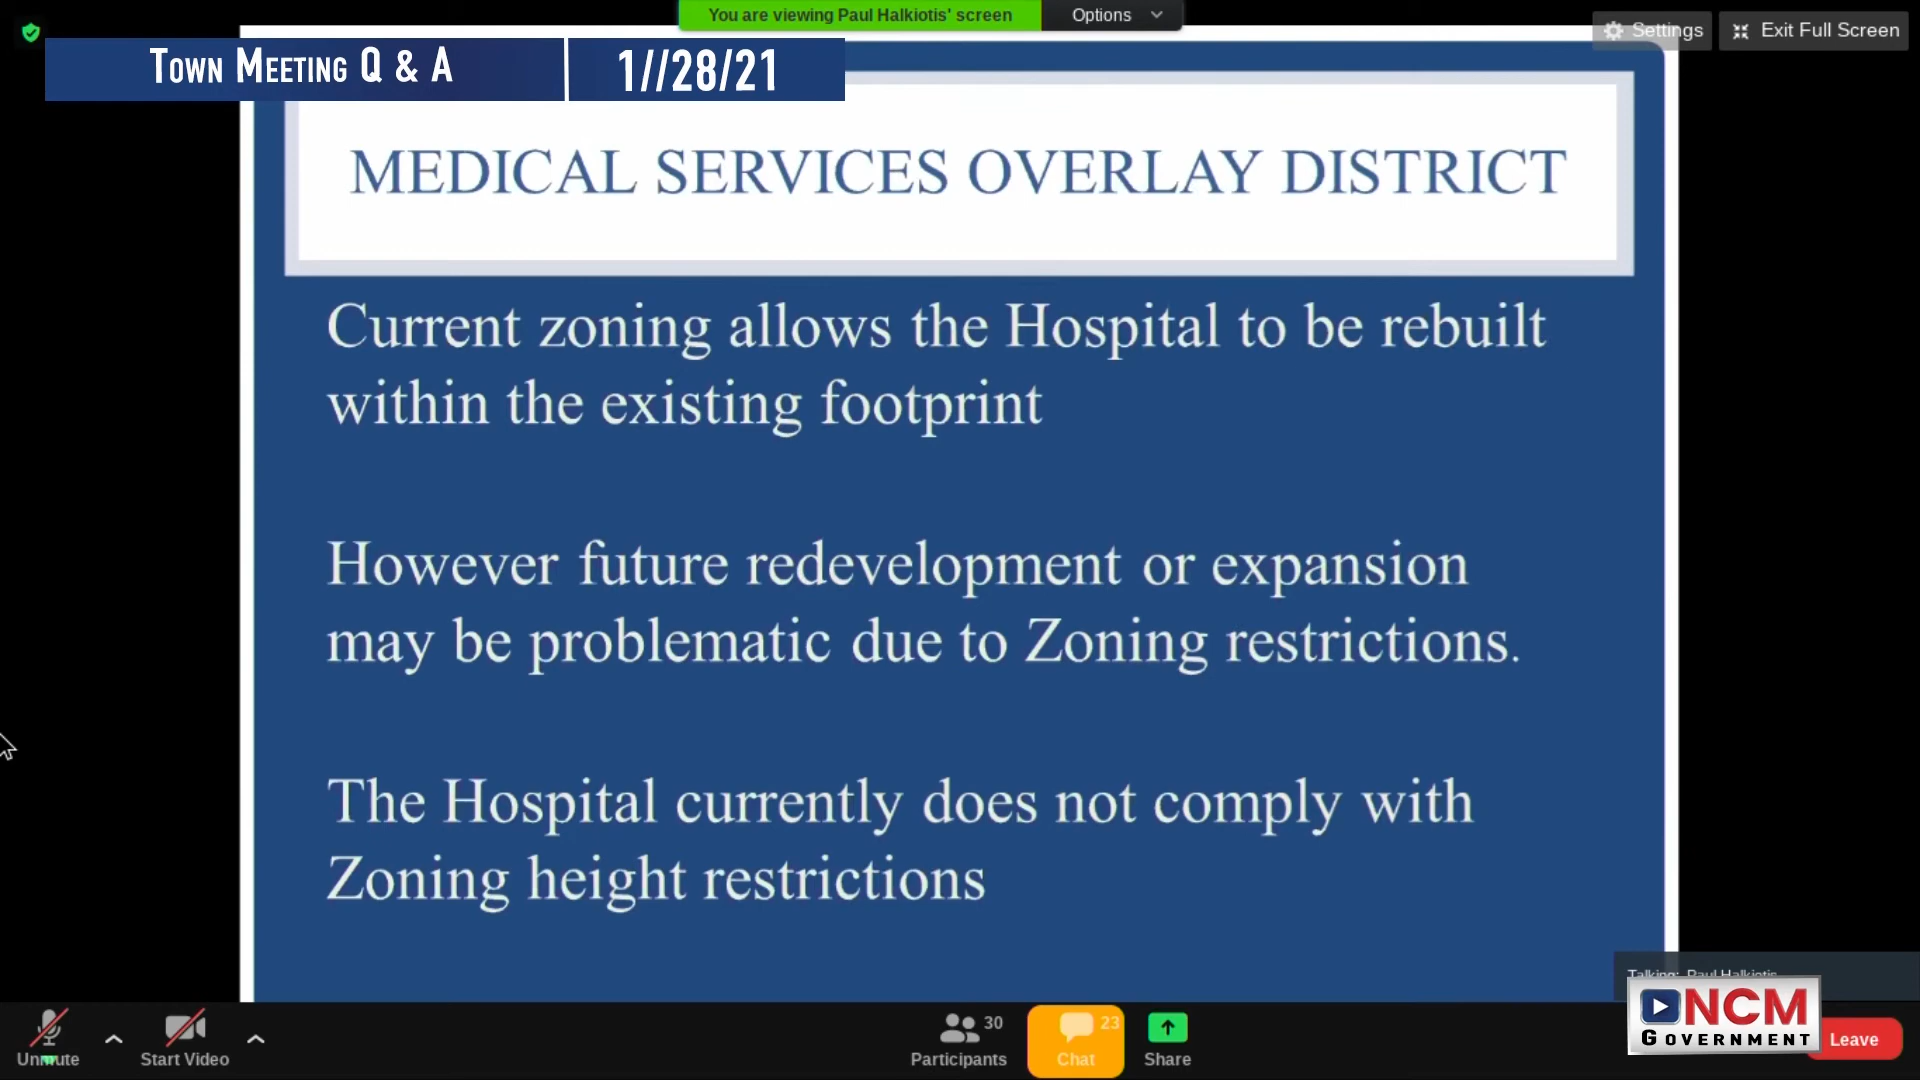 You are viewing Paul Halkiotis' screen
Options
Settings
Exit Full Screen
Town Meeting Q & A
1//28/21
MEDICAL SERVICES OVERLAY DISTRICT
Current zoning allows the Hospital to be rebuilt
within the existing footprint
However future redevelopment or expansion
may be problematic due to Zoning restrictions.
The Hospital currently does not comply with
Zoning height restrictions
Talking: Paul Halkiotis
NCM
Government
Unmute
Start Video
30
Participants
23
Chat
Share
Leave